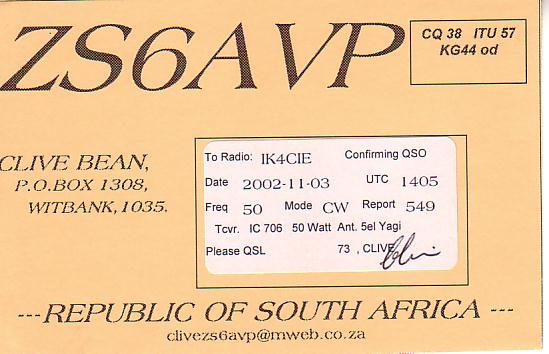 ZS6AVP
CQ 38 ITU 57
KG44 od
CLIVE BEAN,
P.O.BOX 1308,
WITBANK, 1035.
To Radio: IK4CIE Confirming QSO
Date 2002-11-03 UTC 1405
Freq 50 Mode CW Report 549
Tcvr. IC 706 50 Watt Ant. 5el Yagi
Please QSL 73 , CLIVE
---REPUBLIC OF SOUTH AFRICA ---
clivezs6avp@mweb.co.za